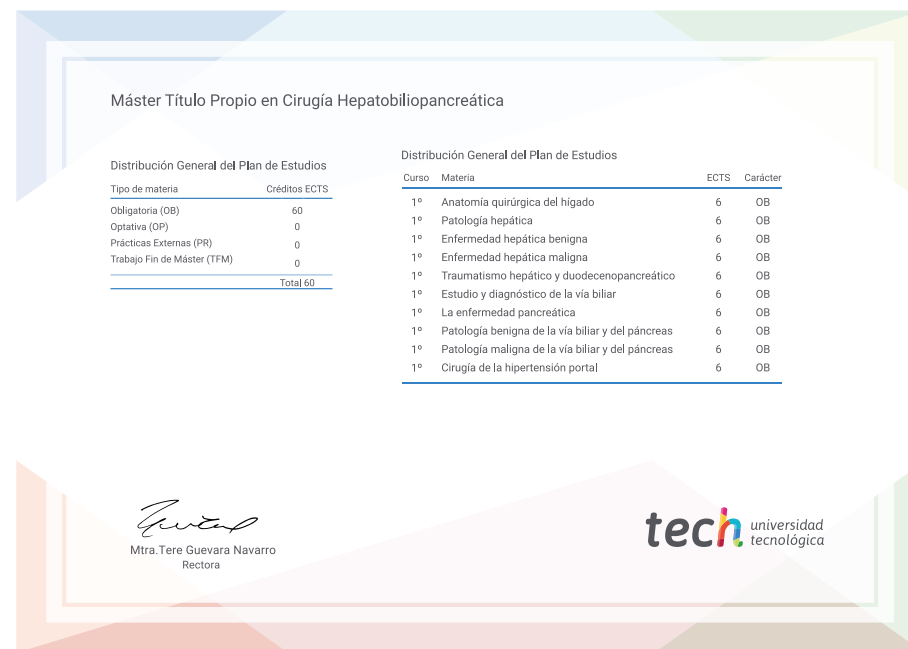 Máster Título Propio en Cirugía Hepatobiliopancreática
Distribución General del Plan de Estudios
Tipo de materia Créditos ECTS
Obligatoria (OB) 60
Optativa (OP) 0
Prácticas Externas (PR) 0
Trabajo Fin de Máster (TFM) 0
Total 60
Distribución General del Plan de Estudios
Curso Materia ECTS Carácter
1º Anatomía quirúrgica del hígado 6 OB
1º Patología hepática 6 OB
1º Enfermedad hepática benigna 6 OB
1º Enfermedad hepática maligna 6 OB
1º Traumatismo hepático y duodecenopancreático 6 OB
1º Estudio y diagnóstico de la vía biliar 6 OB
1º La enfermedad pancreática 6 OB
1º Patología benigna de la vía biliar y del páncreas 6 OB
1º Patología maligna de la vía biliar y del páncreas 6 OB
1º Cirugía de la hipertensión portal 6 OB
Mtra.Tere Guevara Navarro
Rectora
tech universidad
tecnológica